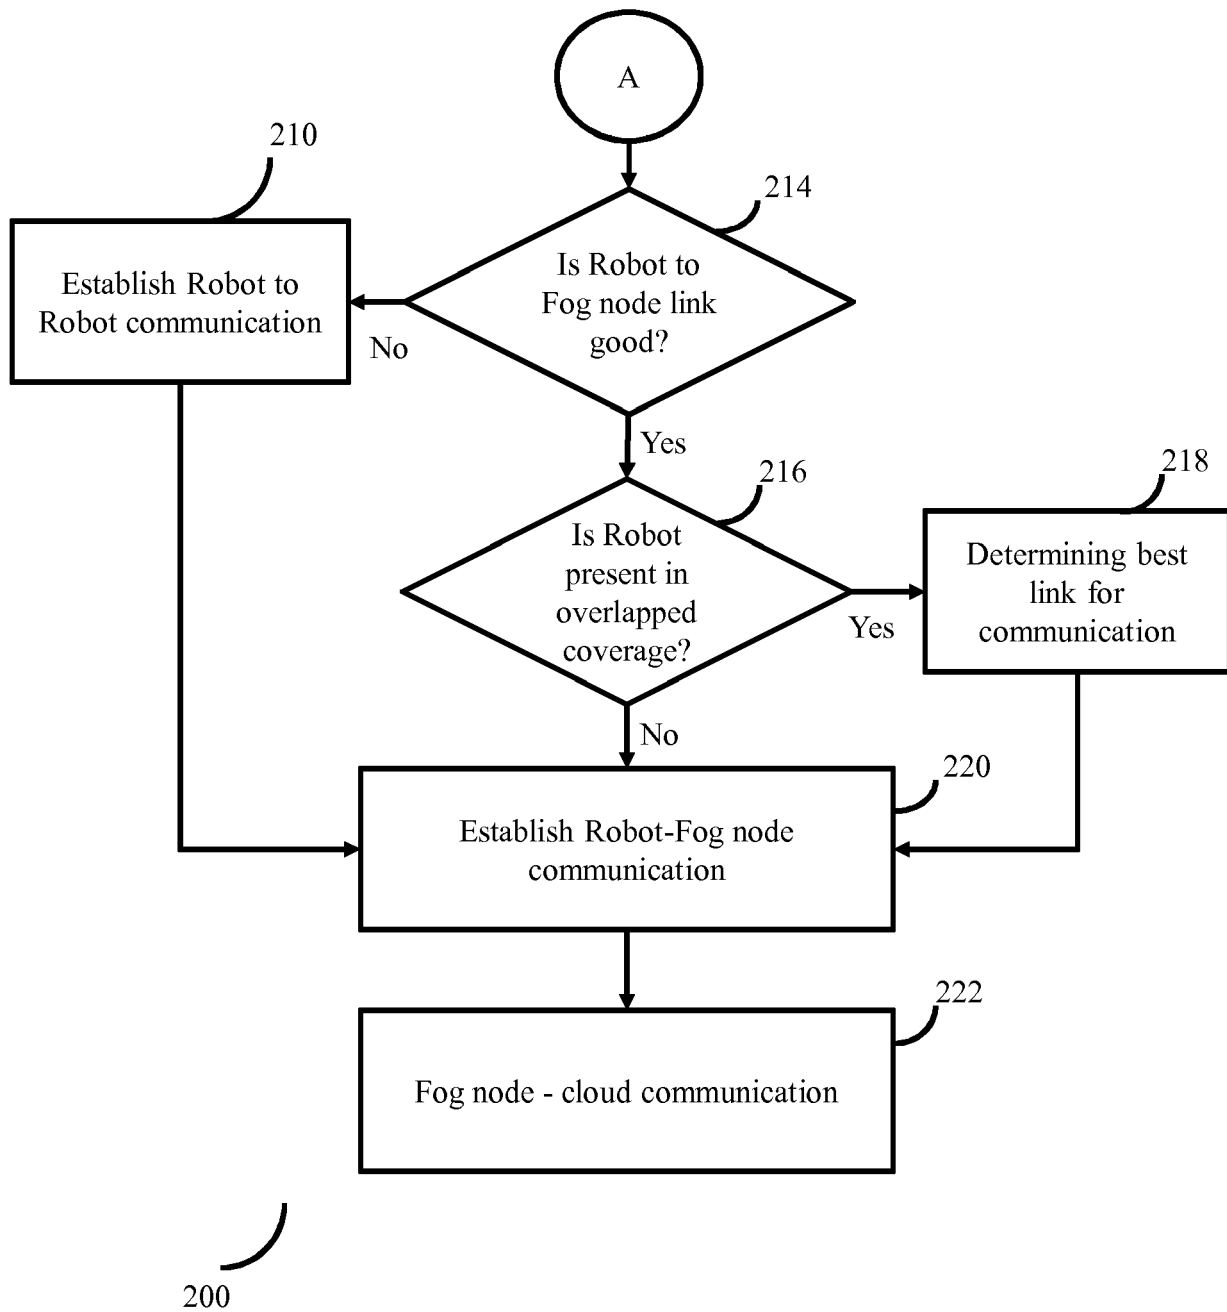 A
210
214
Is Robot to
Fog node link
good?
Establish Robot to
Robot communication
No
Yes
216
218
Is Robot
present in
overlapped
coverage?
Determining best
link for
communication
Yes
No
220
Establish Robot-Fog node
communication
222
Fog node - cloud communication
200